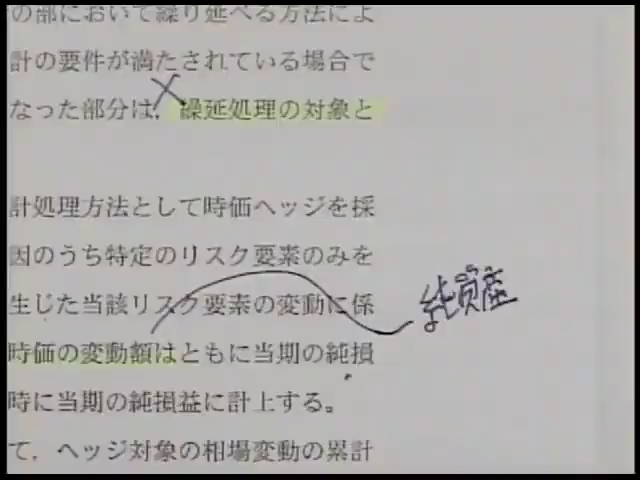 の部において繰り延べる方法によ
計の要件が満たされている場合で
なった部分は,繰延処理の対象と
計処理方法として時価ヘッジを採
因のうち特定のリスク要素のみを
生じた当該リスク要素の変動に係
純資産
時価の変動額はともに当期の純損
時に当期の純損益に計上する。
て,ヘッジ対象の相場変動の累計